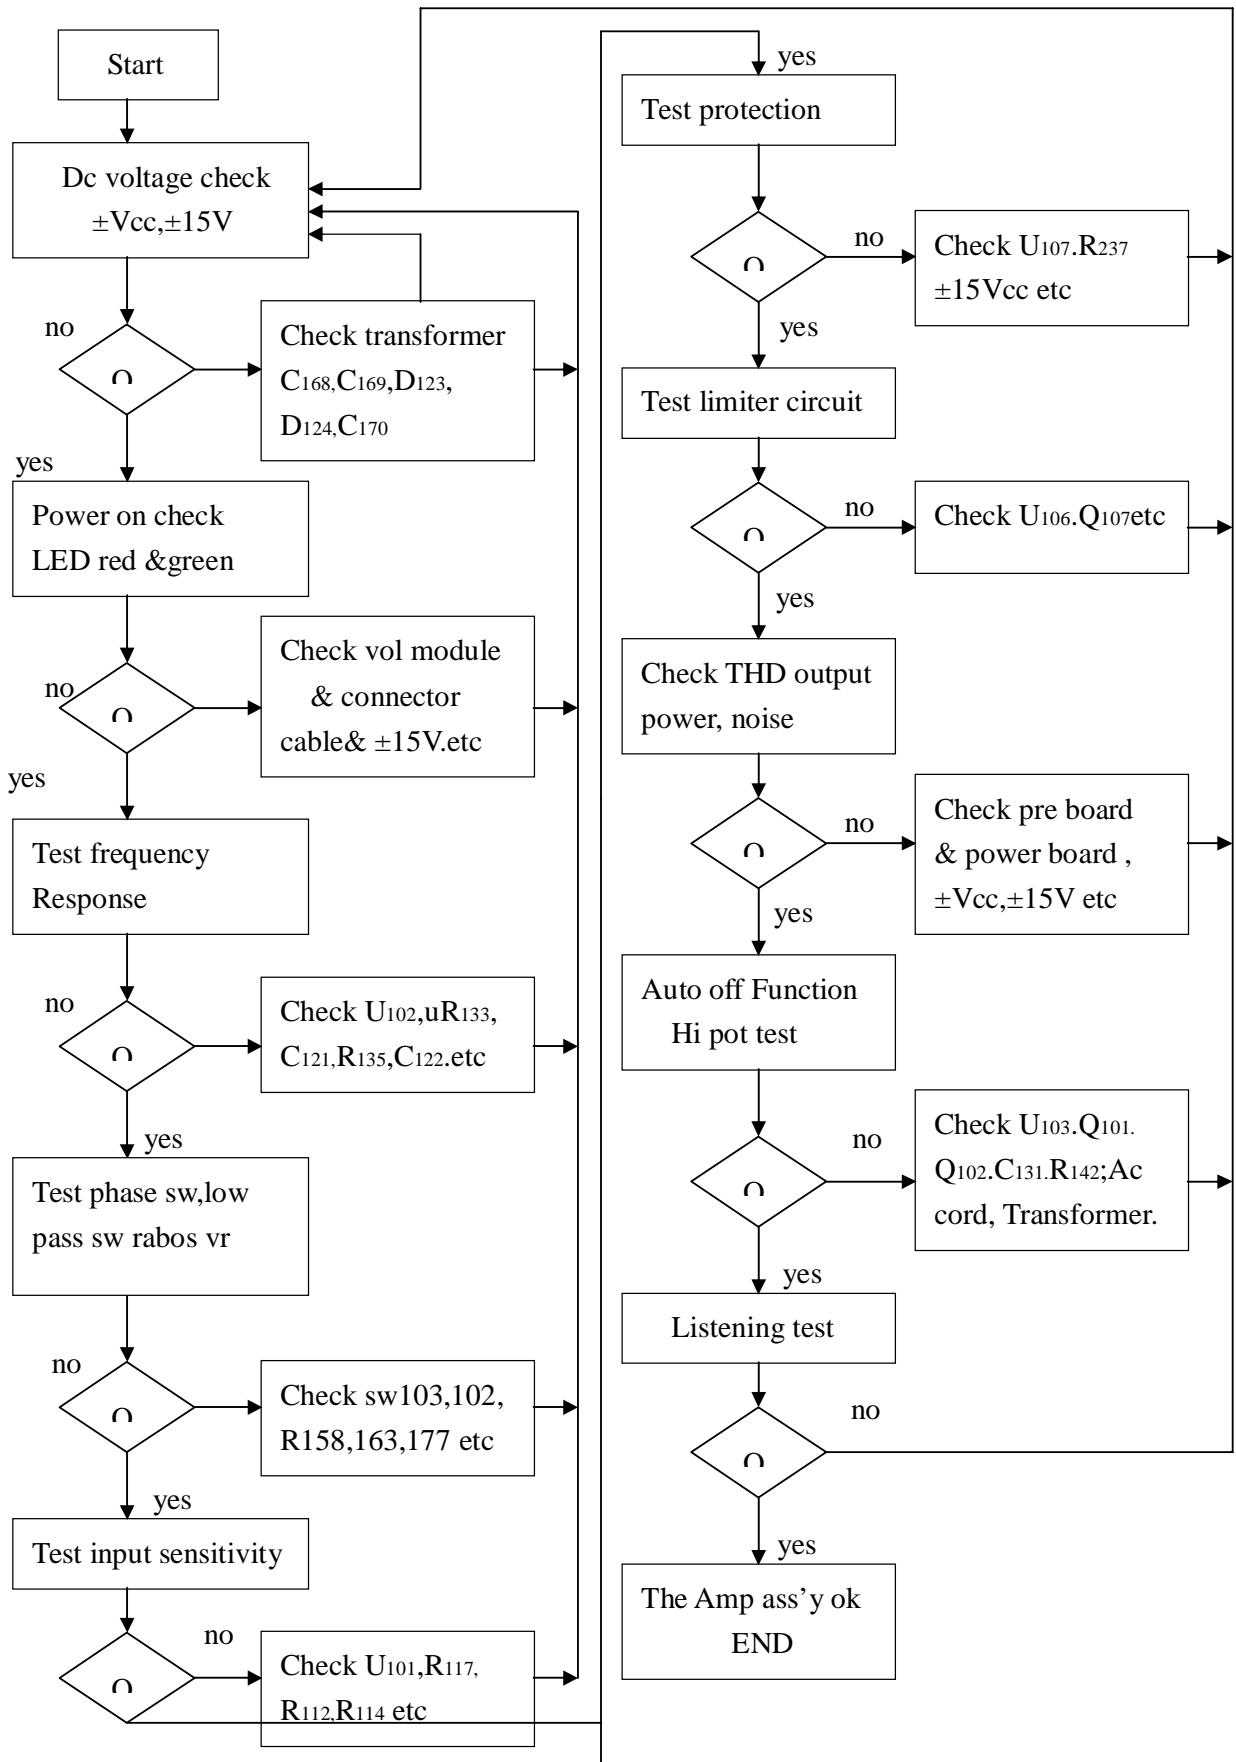 Start
Dc voltage check
±Vcc,±15V
no
Check transformer
C168,C169,D123,
D124,C170
yes
Power on check
LED red &green
no
Check vol module
& connector
cable& ±15V.etc
yes
Test frequency
Response
no
Check U102,uR133,
C121,R135,C122.etc
yes
Test phase sw,low
pass sw rabos vr
no
Check sw103,102,
R158,163,177 etc
yes
Test input sensitivity
no
Check U101,R117,
R112,R114 etc
yes
Test protection
no
Check U107.R237
±15Vcc etc
yes
Test limiter circuit
no
Check U106.Q107etc
yes
Check THD output
power, noise
no
Check pre board
& power board ,
±Vcc,±15V etc
yes
Auto off Function
Hi pot test
no
Check U103.Q101.
Q102.C131.R142;Ac
cord, Transformer.
yes
Listening test
no
yes
The Amp ass’y ok
END